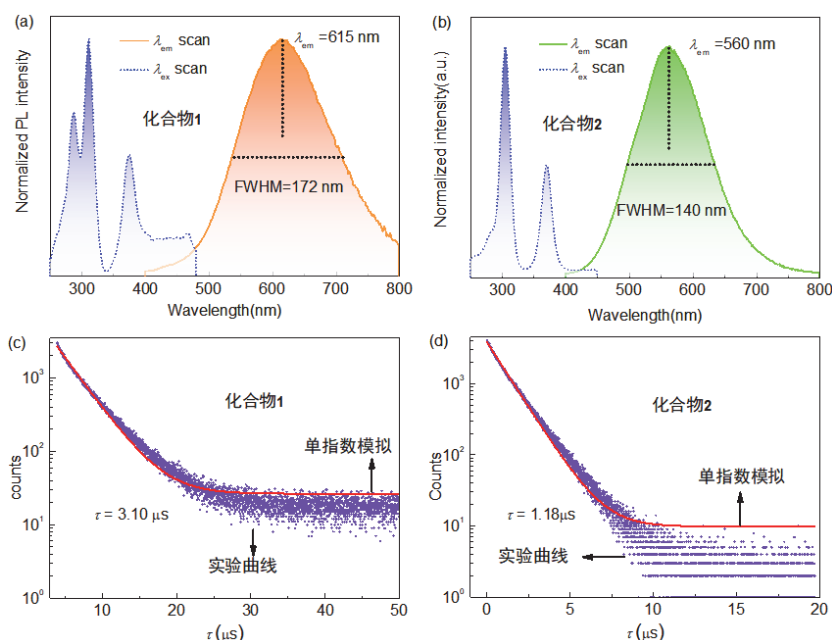 (a)
λem scan
λex scan
λem =615 nm
化合物1
FWHM=172 nm
Normalized PL intensity
300 400 500 600 700 800
Wavelength(nm)
(b)
λem scan
λex scan
λem =560 nm
化合物2
FWHM=140 nm
Normalized intensity(a.u.)
300 400 500 600 700 800
Wavelength(nm)
(c)
化合物1
单指数模拟
τ = 3.10 μS
实验曲线
counts
10³
10²
10¹
10⁰
10 20 30 40 50
τ (μS)
(d)
化合物2
单指数模拟
τ = 1.18μS
实验曲线
Counts
10³
10²
10¹
10⁰
0 5 10 15 20
τ (μS)